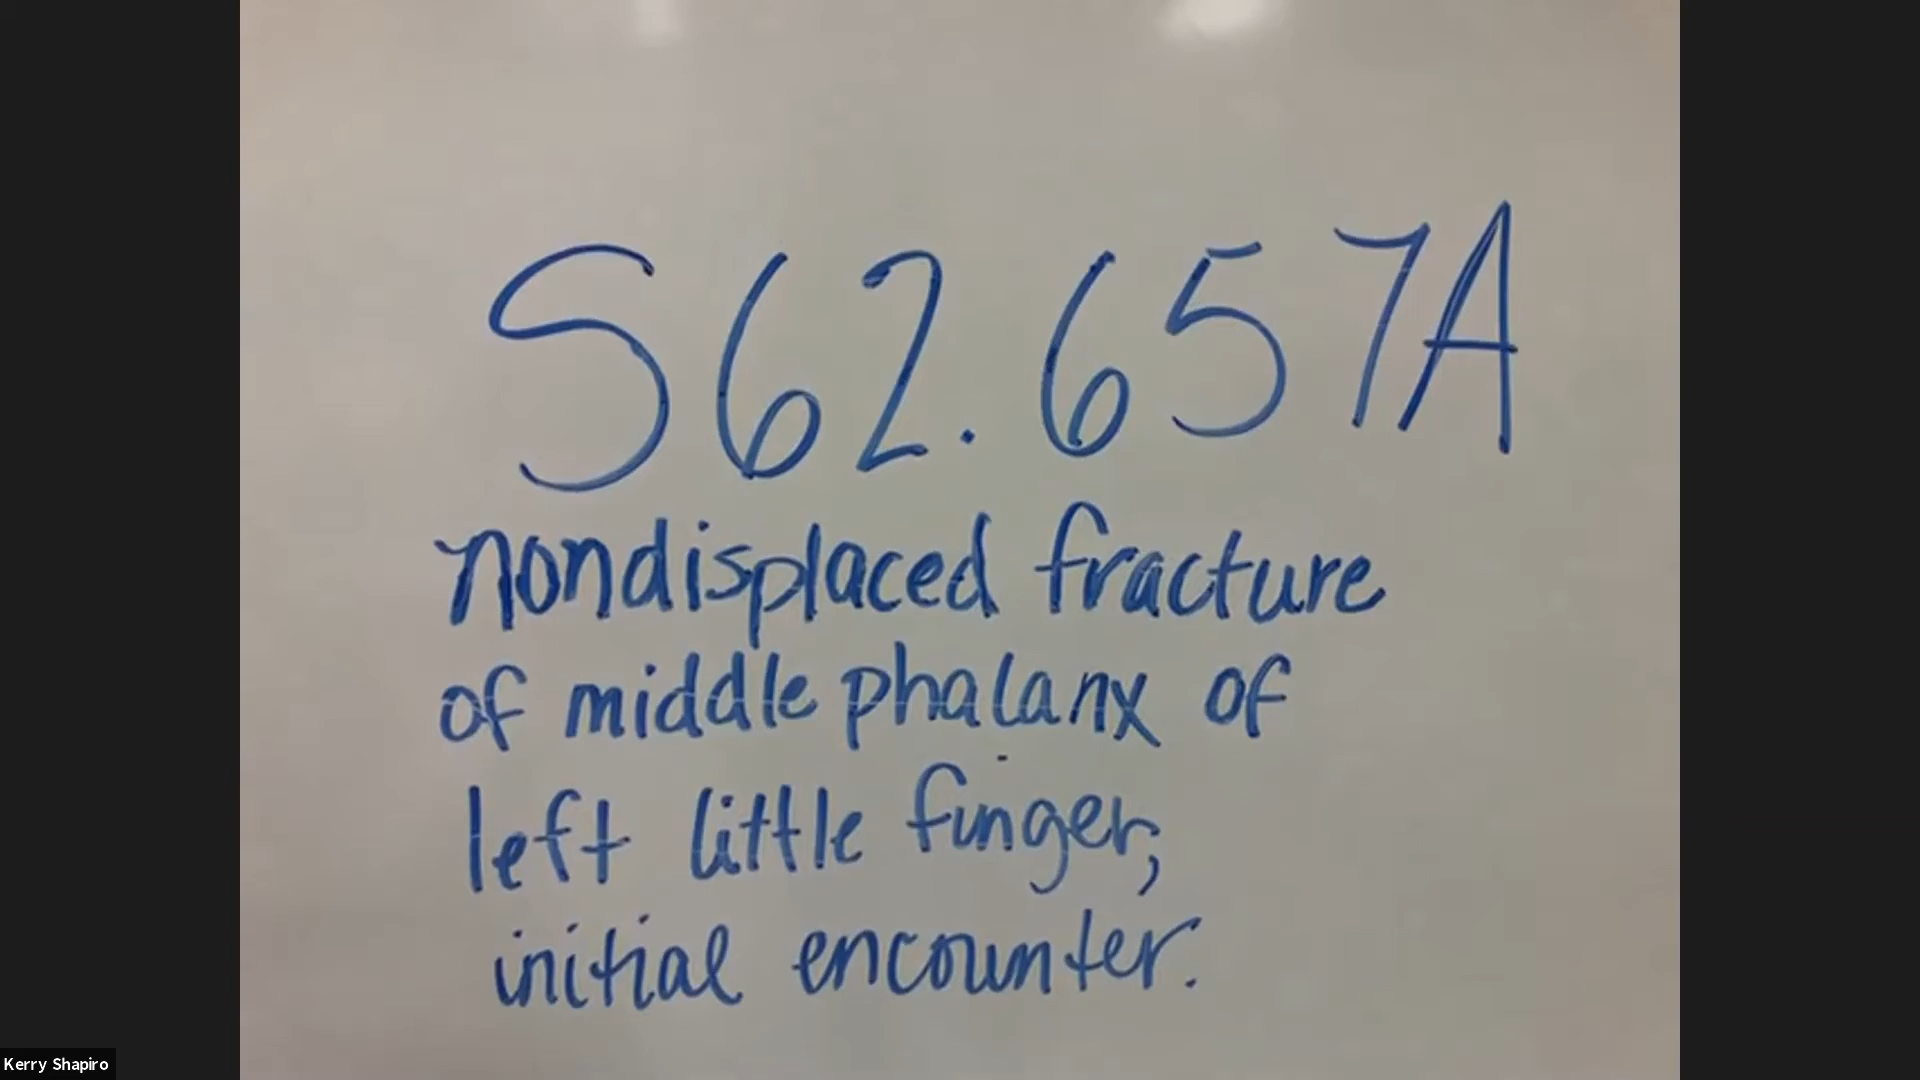 S62.657A
nondisplaced fracture
of middle phalanx of
left little finger,
initial encounter.
Kerry Shapiro